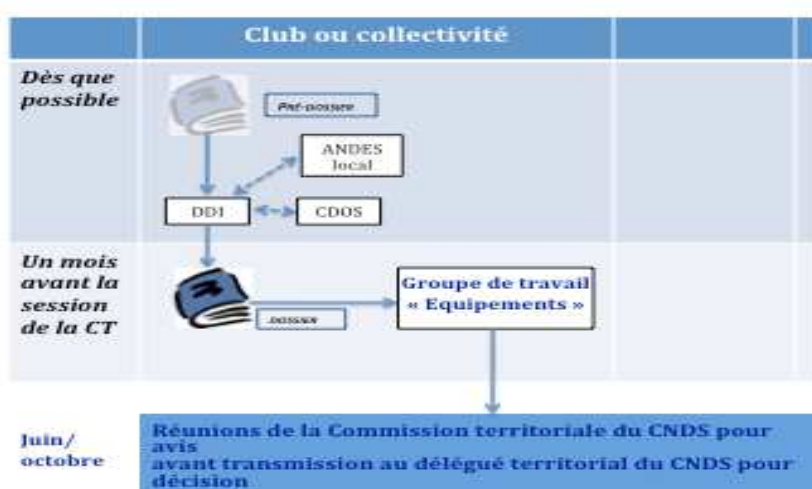 Club ou collectivité
Dès que
possible
Pré-dossier
ANDES
local
DDI
CDOS
Un mois
avant la
session
de la CT
Groupe de travail
« Equipements »
DOSSIER
Juin/
octobre
Réunions de la Commission territoriale du CNDS pour
avis
avant transmission au délégué territorial du CNDS pour
décision